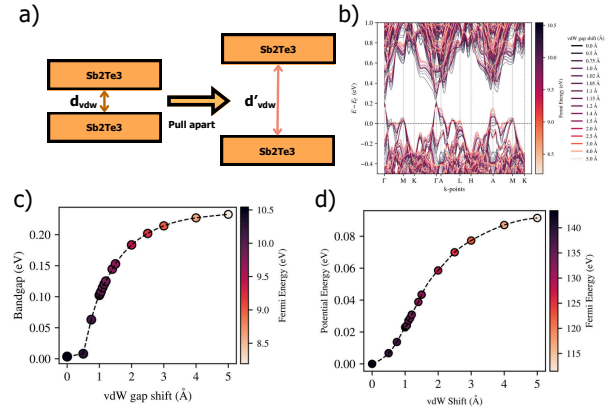 a)
Sb2Te3
dvdw
Sb2Te3
Pull apart
Sb2Te3
d'vdw
Sb2Te3
b)
1.0
0.8
0.6
0.4
0.2
0.0
−0.2
−0.4
E − EF (eV)
Γ M K Γ A L H A M K
k-points
10.5
10.0
9.5
9.0
8.5
Fermi Energy (eV)
vdW gap shift (Å)
0.0 Å
0.5 Å
0.75 Å
1.0 Å
1.02 Å
1.05 Å
1.1 Å
1.15 Å
1.2 Å
1.4 Å
1.5 Å
2.0 Å
2.5 Å
3.0 Å
4.0 Å
5.0 Å
c)
0.20
0.15
0.10
0.05
0.00
Bandgap (eV)
0 1 2 3 4 5
vdW gap shift (Å)
10.5
10.0
9.5
9.0
8.5
Fermi Energy (eV)
d)
0.08
0.06
0.04
0.02
0.00
Potential Energy (eV)
0 1 2 3 4 5
vdW Shift (Å)
140
135
130
125
120
115
Fermi Energy (eV)